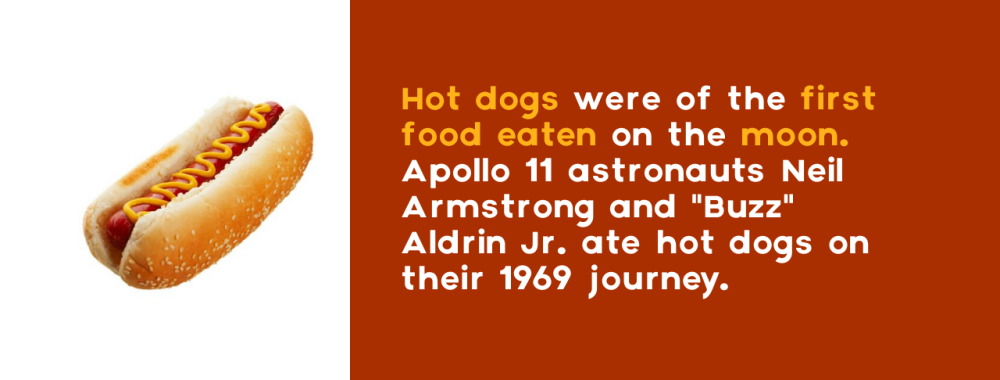 Hot dogs were of the first
food eaten on the moon.
Apollo 11 astronauts Neil
Armstrong and "Buzz"
Aldrin Jr. ate hot dogs on
their 1969 journey.